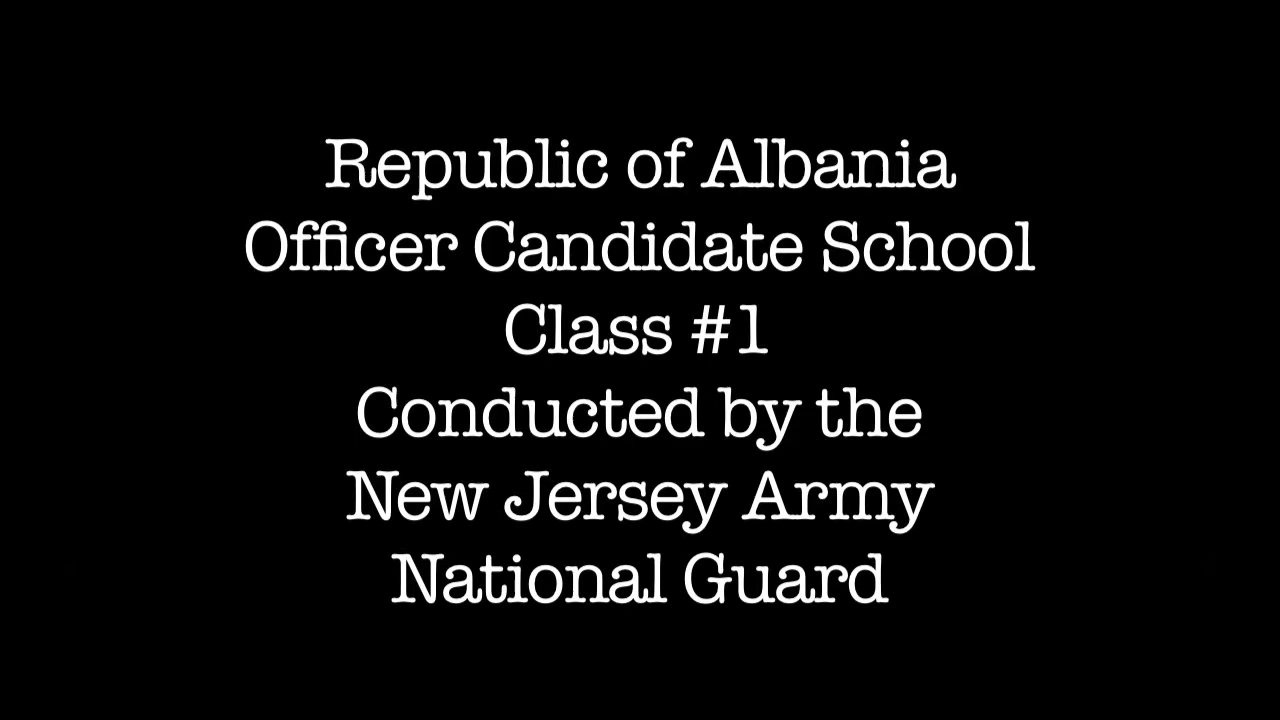 Republic of Albania
Officer Candidate School
Class #1
Conducted by the
New Jersey Army
National Guard